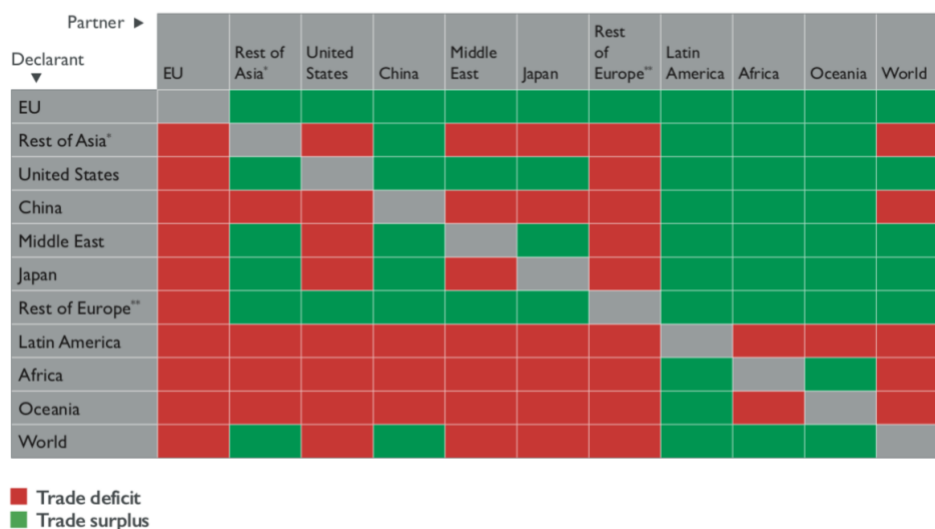 Partner ▶
Declarant
▼
EU
Rest of
Asia*
United
States
China
Middle
East
Japan
Rest
of
Europe**
Latin
America
Africa
Oceania
World
EU
Rest of Asia*
United States
China
Middle East
Japan
Rest of Europe**
Latin America
Africa
Oceania
World
Trade deficit
Trade surplus